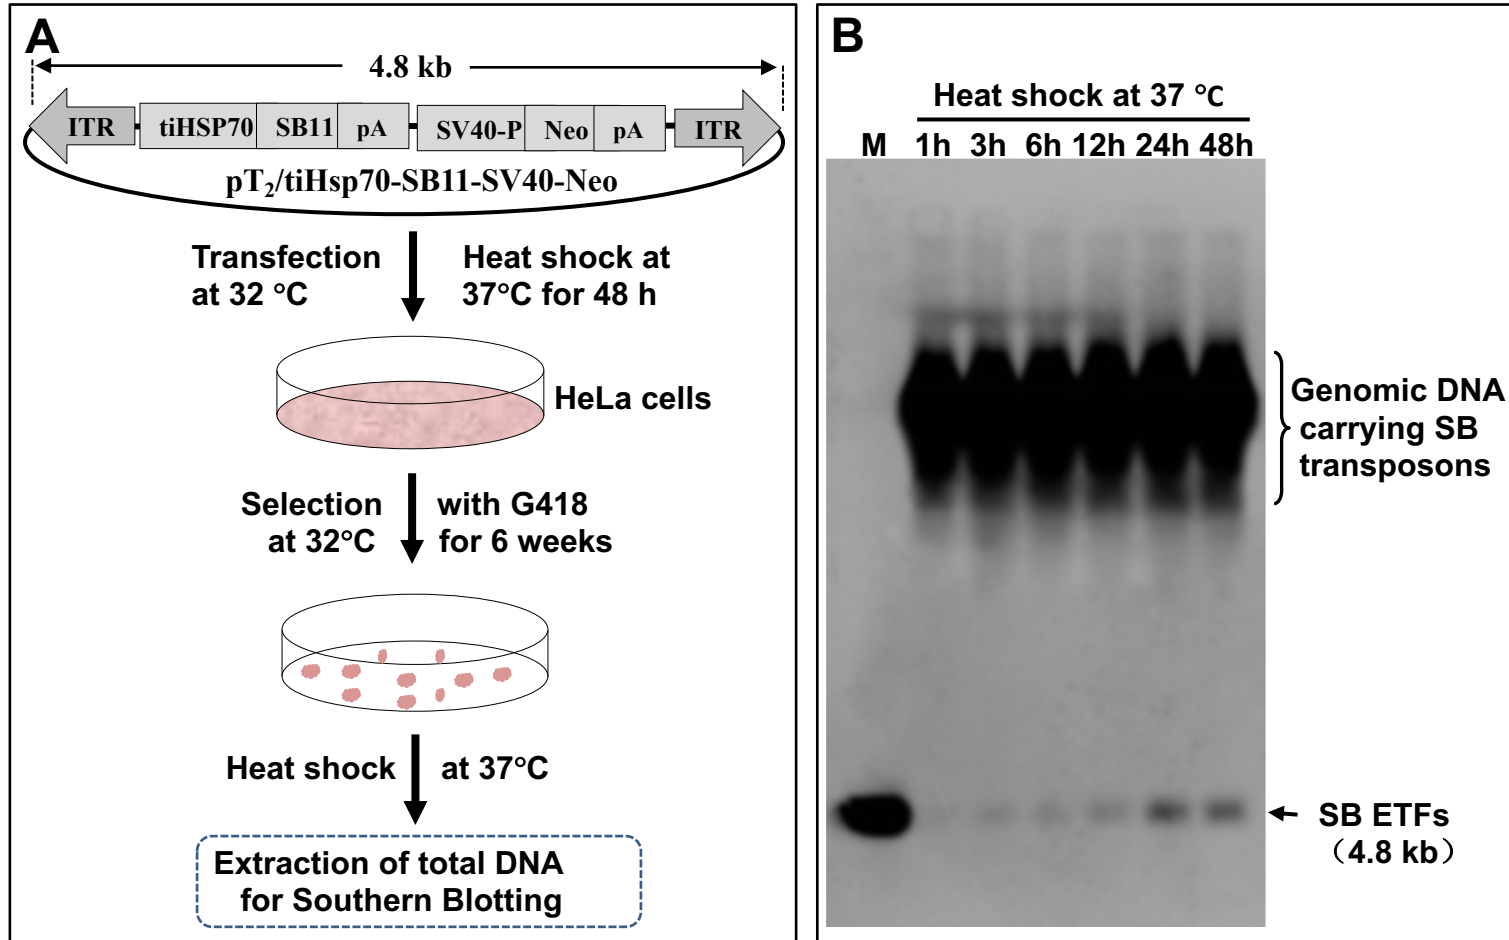 A
4.8 kb
ITR tiHSP70 SB11 pA SV40-P Neo pA ITR
pT₂/tiHsp70-SB11-SV40-Neo
Transfection
at 32 °C
Heat shock at
37°C for 48 h
HeLa cells
Selection
at 32°C
with G418
for 6 weeks
Heat shock at 37°C
Extraction of total DNA
for Southern Blotting
B
Heat shock at 37 ℃
M 1h 3h 6h 12h 24h 48h
Genomic DNA
carrying SB
transposons
SB ETFs
（4.8 kb）